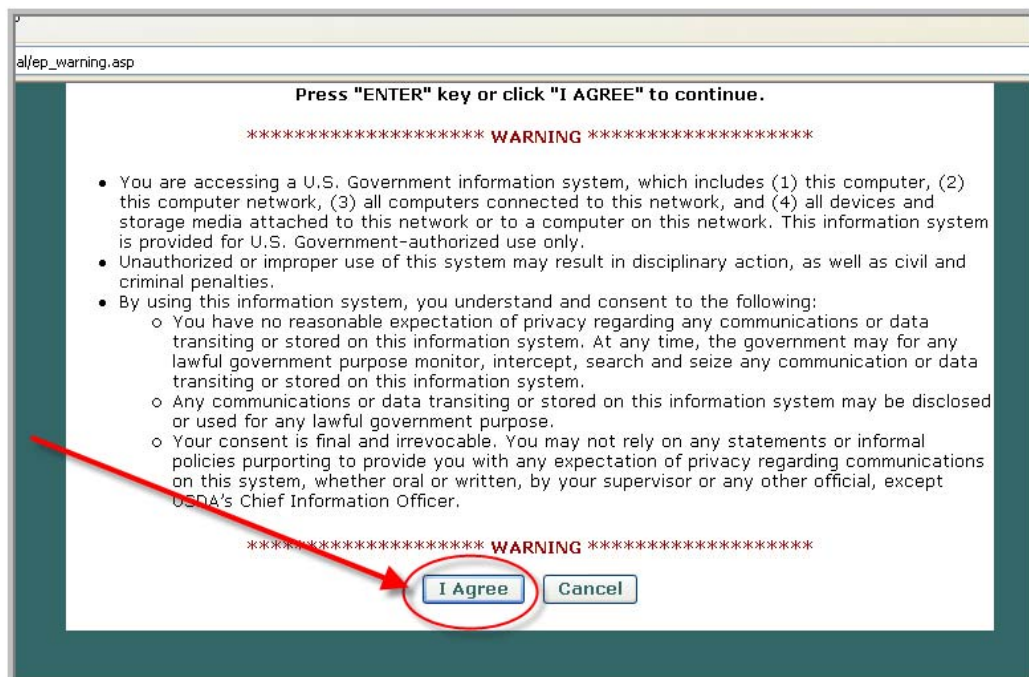 al/ep_warning.asp
Press "ENTER" key or click "I AGREE" to continue.
******************** WARNING *******************
• You are accessing a U.S. Government information system, which includes (1) this computer, (2)
this computer network, (3) all computers connected to this network, and (4) all devices and
storage media attached to this network or to a computer on this network. This information system
is provided for U.S. Government-authorized use only.
• Unauthorized or improper use of this system may result in disciplinary action, as well as civil and
criminal penalties.
• By using this information system, you understand and consent to the following:
o You have no reasonable expectation of privacy regarding any communications or data
transiting or stored on this information system. At any time, the government may for any
lawful government purpose monitor, intercept, search and seize any communication or data
transiting or stored on this information system.
o Any communications or data transiting or stored on this information system may be disclosed
or used for any lawful government purpose.
o Your consent is final and irrevocable. You may not rely on any statements or informal
policies purporting to provide you with any expectation of privacy regarding communications
on this system, whether oral or written, by your supervisor or any other official, except
USDA's Chief Information Officer.
******************** WARNING *******************
I Agree Cancel